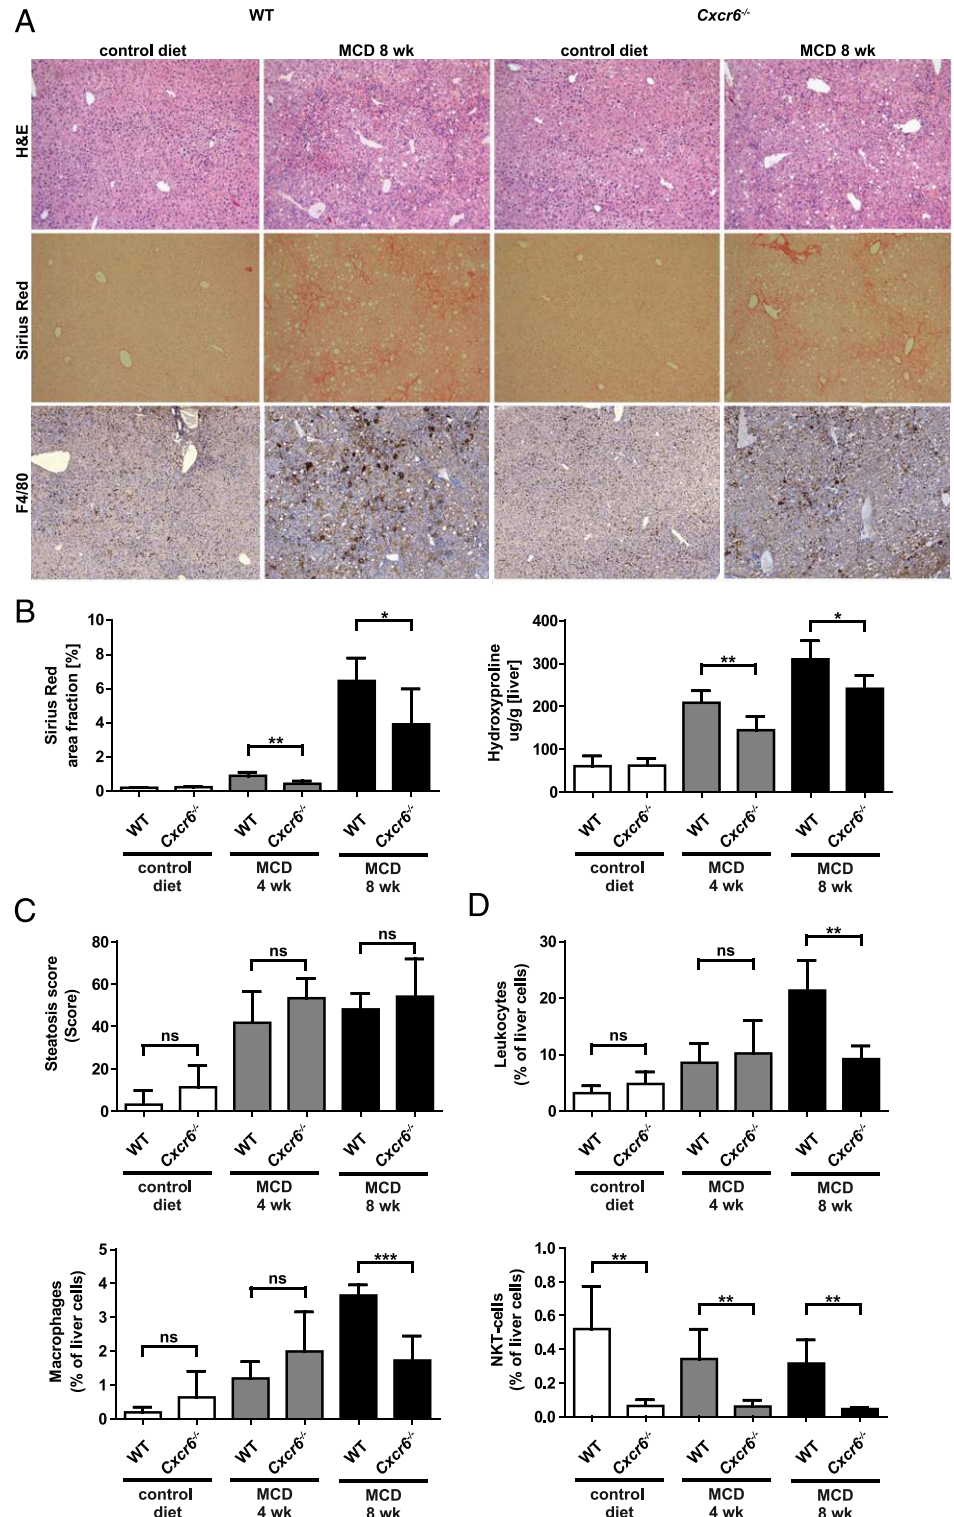 A
WT
Cxcr6-/-
control diet
MCD 8 wk
control diet
MCD 8 wk
H&E
Sirius Red
F4/80
B
Sirius Red
area fraction [%]
10
8
6
4
2
0
**
*
WT
Cxcr6-/-
WT
Cxcr6-/-
WT
Cxcr6-/-
control
diet
MCD
4 wk
MCD
8 wk
Hydroxyproline
ug/g [liver]
400
300
200
100
0
**
*
WT
Cxcr6-/-
WT
Cxcr6-/-
WT
Cxcr6-/-
control
diet
MCD
4 wk
MCD
8 wk
C
Steatosis score
(Score)
80
60
40
20
0
ns
ns
ns
WT
Cxcr6-/-
WT
Cxcr6-/-
WT
Cxcr6-/-
control
diet
MCD
4 wk
MCD
8 wk
D
Leukocytes
(% of liver cells)
30
20
10
0
ns
ns
**
WT
Cxcr6-/-
WT
Cxcr6-/-
WT
Cxcr6-/-
control
diet
MCD
4 wk
MCD
8 wk
Macrophages
(% of liver cells)
5
4
3
2
1
0
ns
ns
***
WT
Cxcr6-/-
WT
Cxcr6-/-
WT
Cxcr6-/-
control
diet
MCD
4 wk
MCD
8 wk
NKT-cells
(% of liver cells)
1.0
0.8
0.6
0.4
0.2
0.0
**
**
**
WT
Cxcr6-/-
WT
Cxcr6-/-
WT
Cxcr6-/-
control
diet
MCD
4 wk
MCD
8 wk